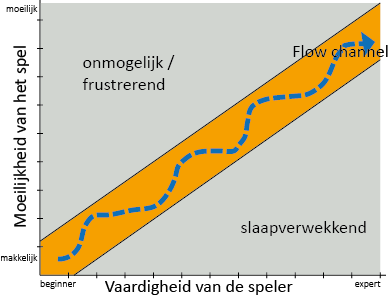 moeilijk
Flow channel
onmogelijk /
frustrerend
Moeilijkheid van het spel
slaapverwekkend
makkelijk
beginner
expert
Vaardigheid van de speler